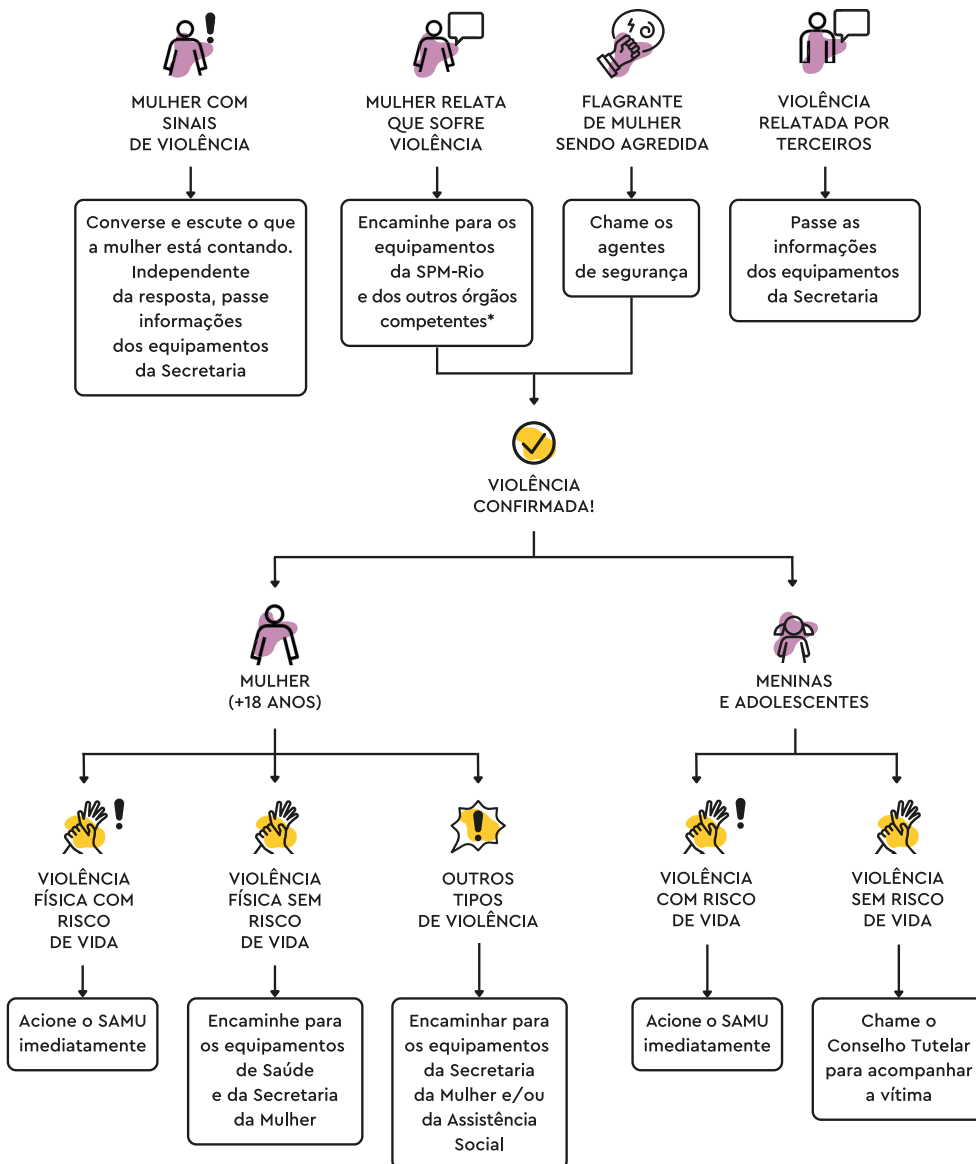 MULHER COM
SINAIS
DE VIOLÊNCIA
MULHER RELATA
QUE SOFRE
VIOLÊNCIA
FLAGRANTE
DE MULHER
SENDO AGREDIDA
VIOLÊNCIA
RELATADA POR
TERCEIROS
Converse e escute o que
a mulher está contando.
Independente
da resposta, passe
informações
dos equipamentos
da Secretaria
Encaminhe para os
equipamentos
da SPM-Rio
e dos outros órgãos
competentes*
Chame os
agentes
de segurança
Passe as
informações
dos equipamentos
da Secretaria
VIOLÊNCIA
CONFIRMADA!
MULHER
(+18 ANOS)
MENINAS
E ADOLESCENTES
VIOLÊNCIA
FÍSICA COM
RISCO
DE VIDA
VIOLÊNCIA
FÍSICA SEM
RISCO
DE VIDA
OUTROS
TIPOS
DE VIOLÊNCIA
VIOLÊNCIA
COM RISCO
DE VIDA
VIOLÊNCIA
SEM RISCO
DE VIDA
Acione o SAMU
imediatamente
Encaminhe para
os equipamentos
de Saúde
e da Secretaria
da Mulher
Encaminhar para
os equipamentos
da Secretaria
da Mulher e/ou
da Assistência
Social
Acione o SAMU
imediatamente
Chame o
Conselho Tutelar
para acompanhar
a vítima